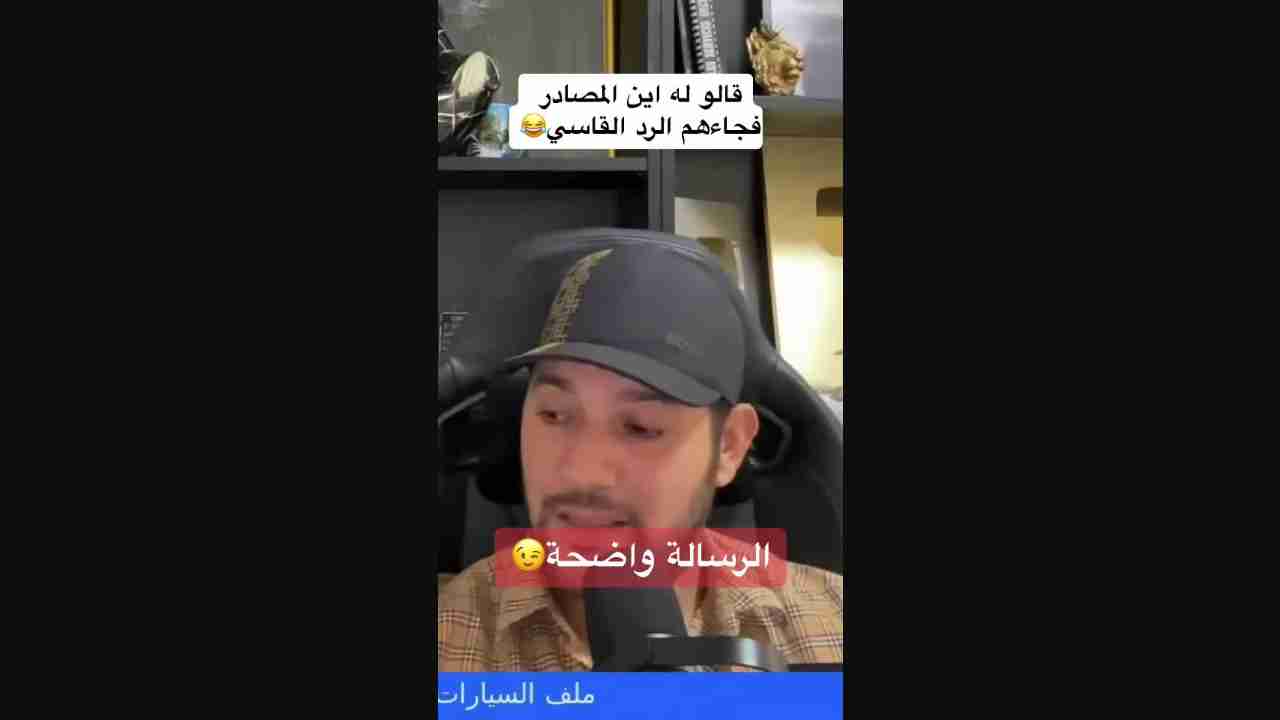 قالو له اين المصادر
فجاءهم الرد القاسي😂
الرسالة واضحة😉
ملف السيارات